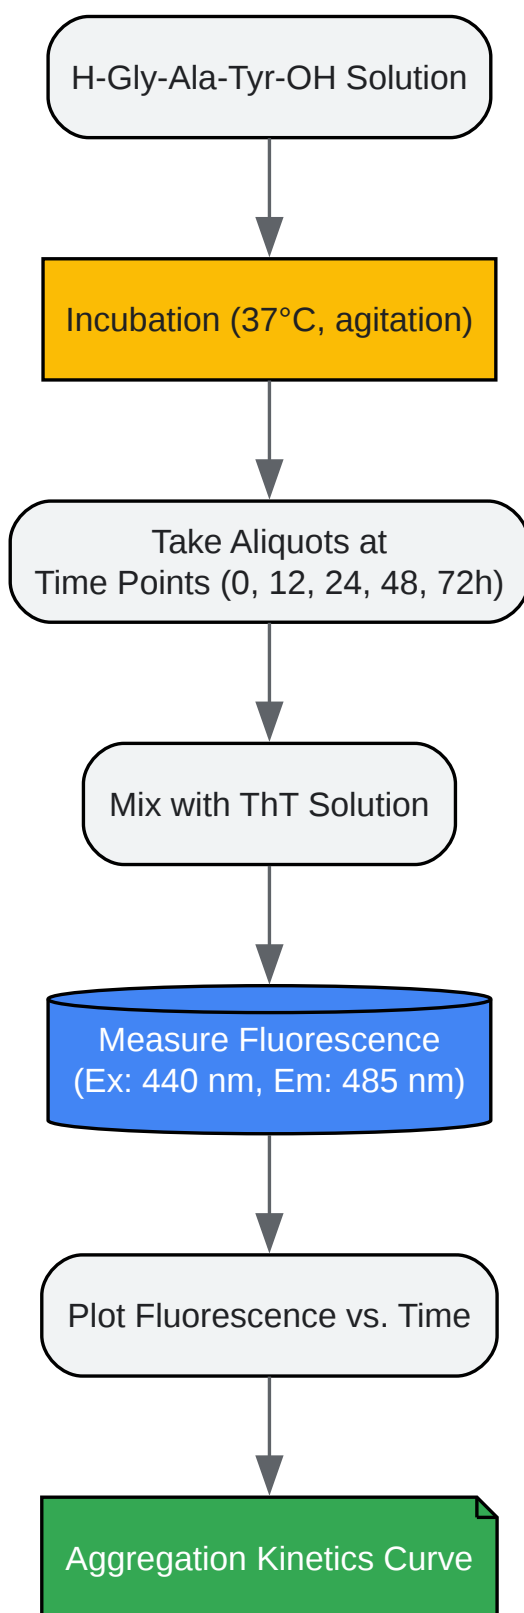 H-Gly-Ala-Tyr-OH Solution
Incubation (37°C, agitation)
Take Aliquots at
Time Points (0, 12, 24, 48, 72h)
Mix with ThT Solution
Measure Fluorescence
(Ex: 440 nm, Em: 485 nm)
Plot Fluorescence vs. Time
Aggregation Kinetics Curve